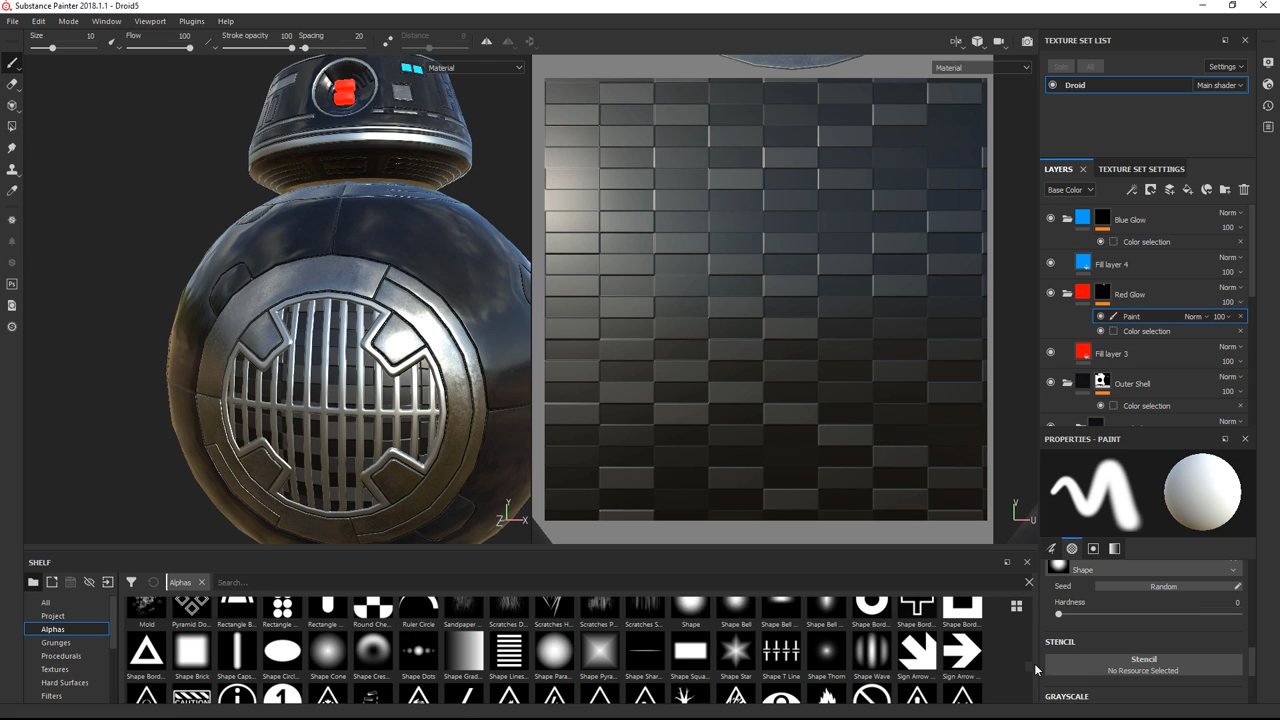 Substance Painter 2018.1.1 - Droid5
File Edit Mode Window Viewport Plugins Help
Size 10 Flow 100 Stroke opacity 100 Spacing 20 Distance 8
TEXTURE SET LIST
Material
Material
Solo All Settings
Droid Main shader
LAYERS TEXTURE SET SETTINGS
Base Color
Norm
Blue Glow
100
Color selection
Norm
Fill layer 4
100
Norm
Red Glow
100
Paint Norm 100
Color selection
Norm
Fill layer 3
100
Norm
Outer Shell
100
Color selection
Norm
PROPERTIES - PAINT
Y
Z X
V
U
Ps
SHELF
Alphas Search...
All
Project
Alphas
Grunges
Procedurals
Textures
Hard Surfaces
Filters
Mold Pyramid Do... Rectangle B... Rectangle ... Rectangle ... Round Che... Ruler Circle Sandpaper ... Scratches D... Scratches H... Scratches P... Scratches S... Shape Shape Bell Shape Bell ... Shape Bell ... Shape Bord... Shape Bord... Shape Bord...
Shape Bord... Shape Brick Shape Caps... Shape Circl... Shape Cone Shape Cres... Shape Dots Shape Grad... Shape Lines... Shape Para... Shape Pyra... Shape Shar... Shape Squa... Shape Star Shape T Line Shape Thorn Shape Wave Sign Arrow ... Sign Arrow ...
Shape
Seed Random
Hardness 0
STENCIL
Stencil
No Resource Selected
GRAYSCALE